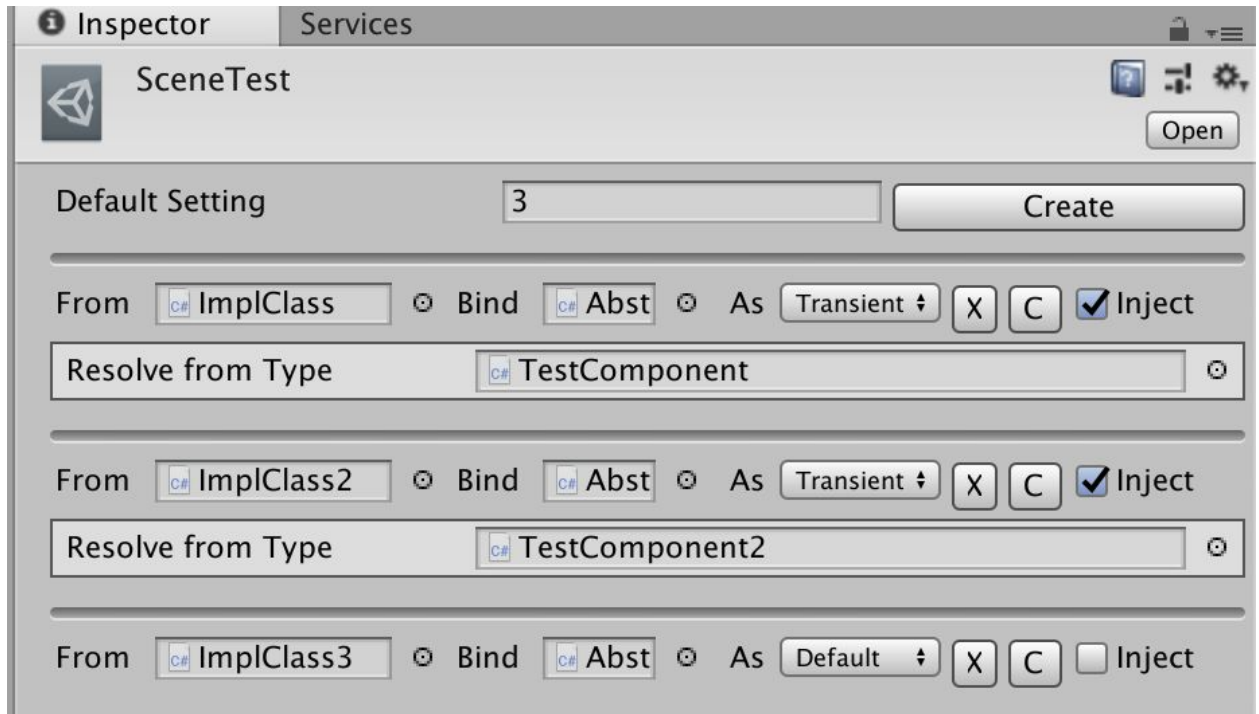 Inspector Services
SceneTest
Open
Default Setting 3 Create
From C# ImplClass Bind C# Abst As Transient X C Inject
Resolve from Type C# TestComponent
From C# ImplClass2 Bind C# Abst As Transient X C Inject
Resolve from Type C# TestComponent2
From C# ImplClass3 Bind C# Abst As Default X C Inject